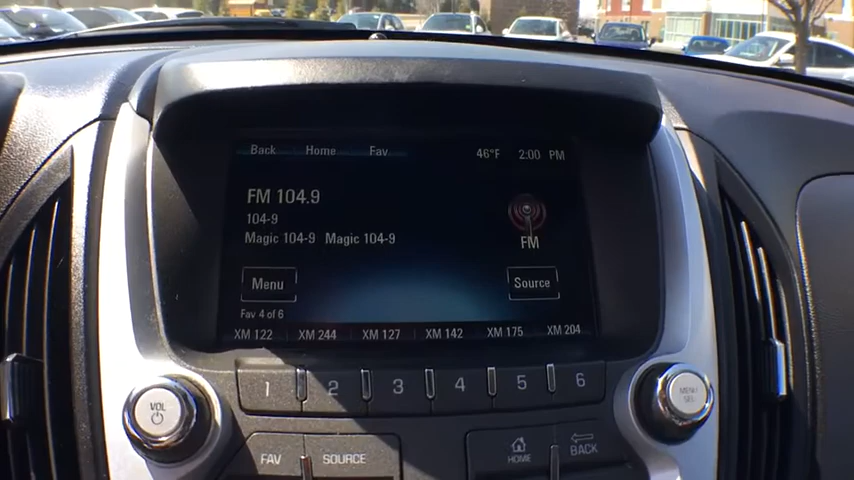 Back Home Fav 46°F 2:00 PM
FM 104.9
104-9
Magic 104-9 Magic 104-9
FM
Menu Source
Fav 4 of 6
XM 122 XM 244 XM 127 XM 142 XM 175 XM 204
1 2 3 4 5 6
VOL
MENU
SEL
FAV SOURCE HOME BACK